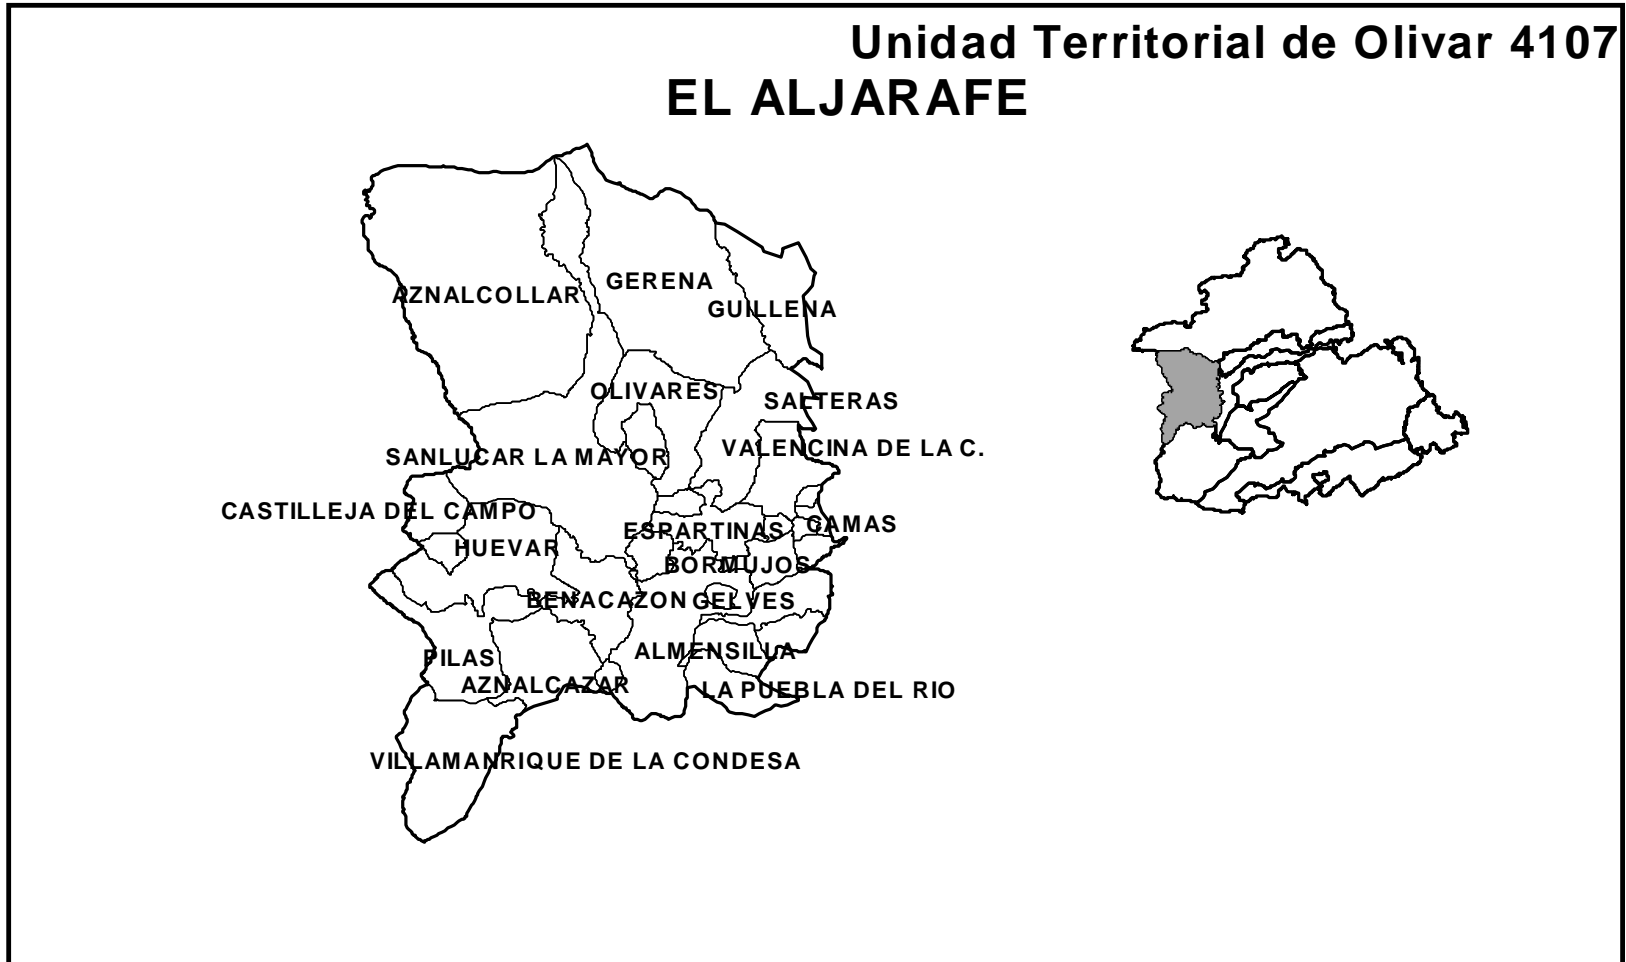 Unidad Territorial de Olivar 4107
EL ALJARAFE
GERENA
AZNALCOLLAR
GUILLENA
OLIVARES
SALTERAS
VALENCINA DE LA C.
SANLUCAR LA MAYOR
CASTILLEJA DEL CAMPO
CAMAS
ESPARTINAS
HUEVAR
BORMUJOS
BENACAZON
GELVES
ALMENSILLA
PILAS
AZNALCAZAR
LA PUEBLA DEL RIO
VILLAMANRIQUE DE LA CONDESA